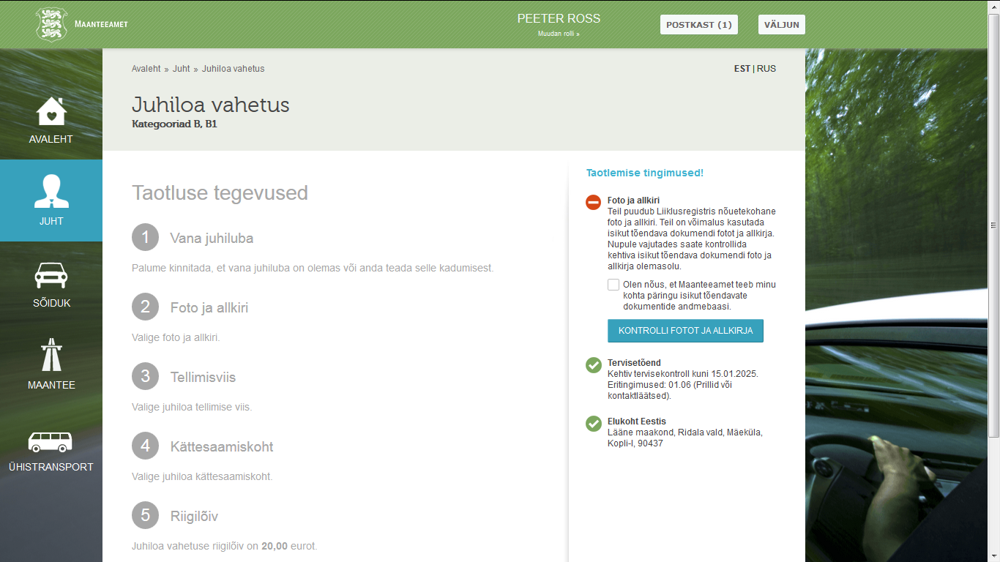 MAANTEEAMET
PEETER ROSS
Muudan rolli »
POSTKAST (1)
VÄLJUN
Avaleht » Juht » Juhiloa vahetus
EST | RUS
Juhiloa vahetus
Kategooriad B, B1
AVALEHT
JUHT
SÕIDUK
MAANTEE
ÜHISTRANSPORT
Taotluse tegevused
1 Vana juhiluba
Palume kinnitada, et vana juhiluba on olemas või anda teada selle kadumisest.
2 Foto ja allkiri
Valige foto ja allkiri.
3 Tellimisviis
Valige juhiloa tellimise viis.
4 Kättesaamiskoht
Valige juhiloa kättesaamiskoht.
5 Riigilõiv
Juhiloa vahetuse riigilõiv on 20,00 eurot.
Taotlemise tingimused!
Foto ja allkiri
Teil puudub Liiklusregistris nõuetekohane
foto ja allkiri. Teil on võimalus kasutada
isikut tõendava dokumendi fotot ja allkirja.
Nupule vajutades saate kontrollida
kehtiva isikut tõendava dokumendi foto ja
allkirja olemasolu.
Olen nõus, et Maanteeamet teeb minu
kohta päringu isikut tõendavate
dokumentide andmebaasi.
KONTROLLI FOTOT JA ALLKIRJA
Tervisetõend
Kehtiv tervisekontroll kuni 15.01.2025.
Eritingimused: 01.06 (Prillid või
kontaktläätsed).
Elukoht Eestis
Lääne maakond, Ridala vald, Mäeküla,
Kopli-I, 90437